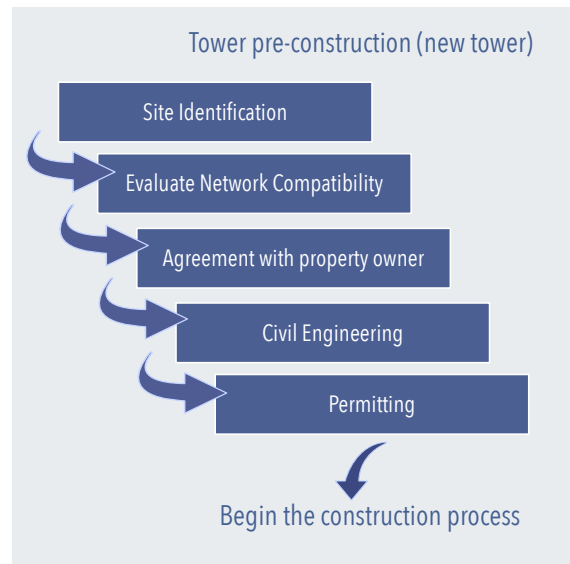 Tower pre-construction (new tower)
Site Identification
Evaluate Network Compatibility
Agreement with property owner
Civil Engineering
Permitting
Begin the construction process